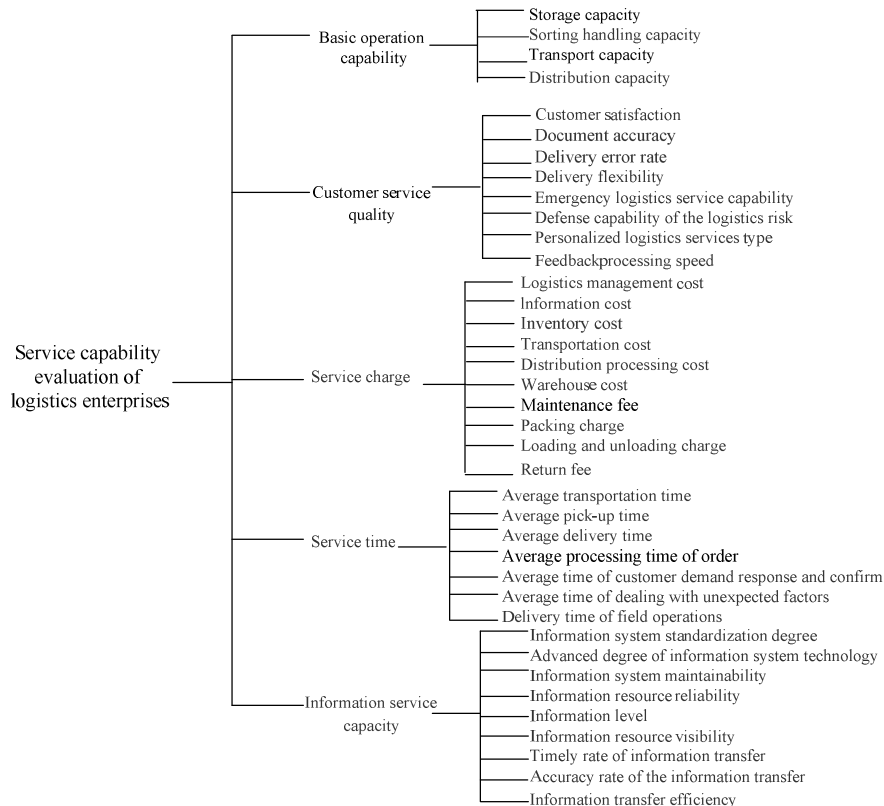 Service capability
evaluation of
logistics enterprises
Basic operation
capability
Storage capacity
Sorting handling capacity
Transport capacity
Distribution capacity
Customer service
quality
Customer satisfaction
Document accuracy
Delivery error rate
Delivery flexibility
Emergency logistics service capability
Defense capability of the logistics risk
Personalized logistics services type
Feedbackprocessing speed
Service charge
Logistics management cost
Information cost
Inventory cost
Transportation cost
Distribution processing cost
Warehouse cost
Maintenance fee
Packing charge
Loading and unloading charge
Return fee
Service time
Average transportation time
Average pick-up time
Average delivery time
Average processing time of order
Average time of customer demand response and confirm
Average time of dealing with unexpected factors
Delivery time of field operations
Information service
capacity
Information system standardization degree
Advanced degree of information system technology
Information system maintainability
Information resource reliability
Information level
Information resource visibility
Timely rate of information transfer
Accuracy rate of the information transfer
Information transfer efficiency